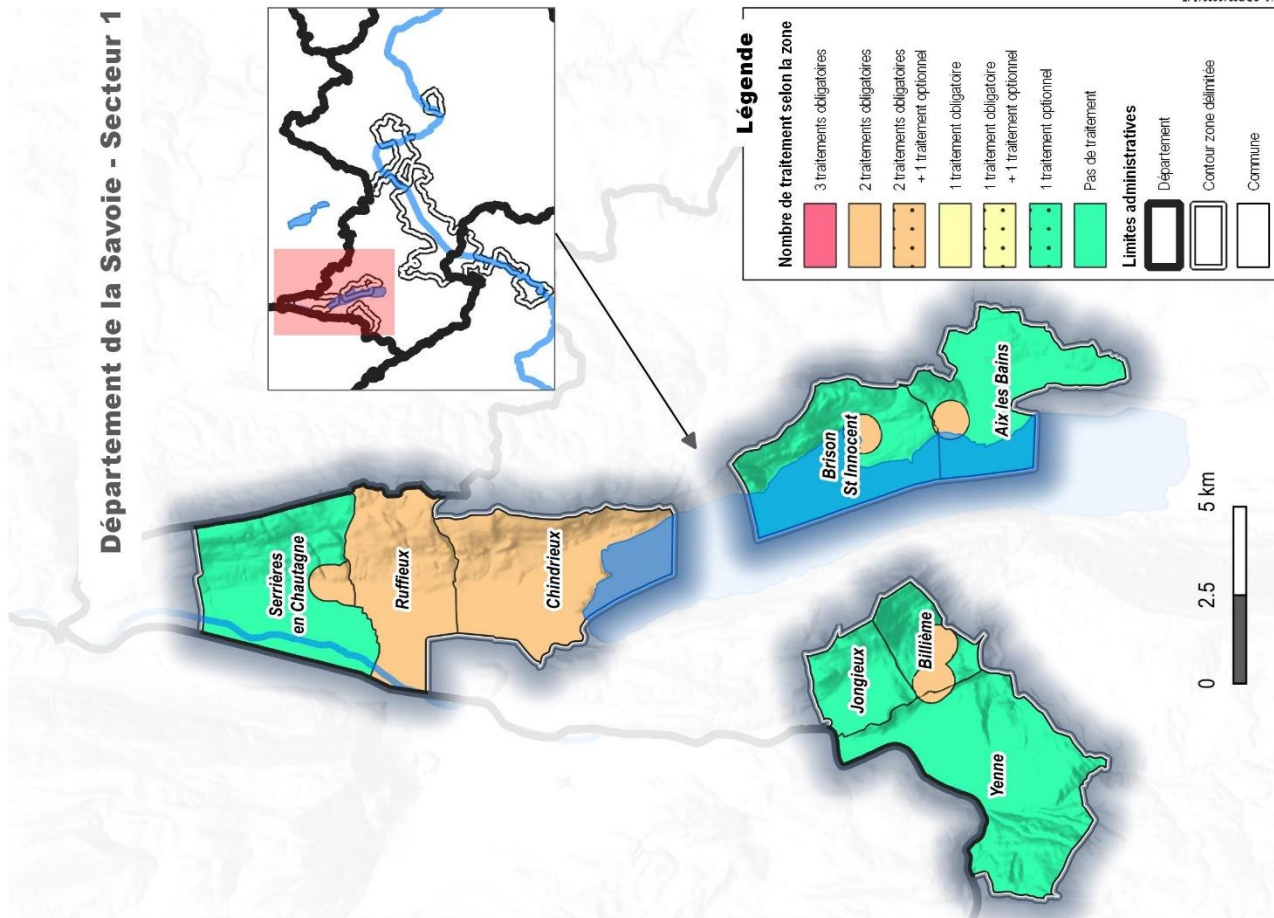 Département de la Savoie - Secteur 1
Serrières
en Chautagne
Ruffieux
Chindrieux
Brison
St Innocent
Aix les Bains
Jongieux
Billième
Yenne
0 2.5 5 km
Légende
Nombre de traitement selon la zone
3 traitements obligatoires
2 traitements obligatoires
2 traitements obligatoires
+ 1 traitement optionnel
1 traitement obligatoire
1 traitement obligatoire
+ 1 traitement optionnel
1 traitement optionnel
Pas de traitement
Limites administratives
Département
Contour zone délimitée
Commune